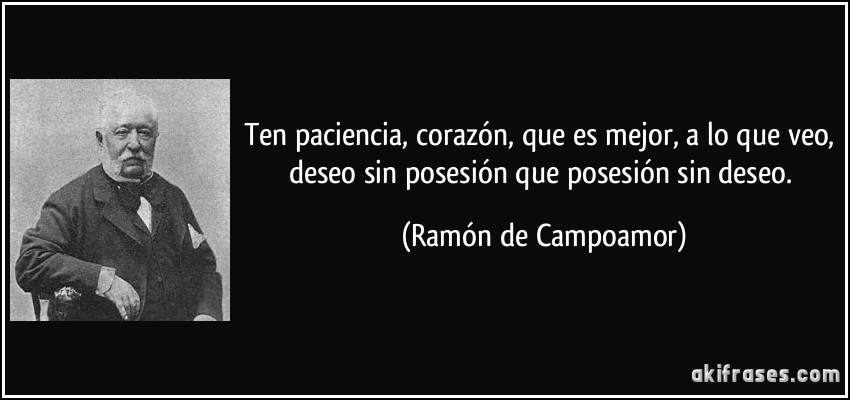 Ten paciencia, corazón, que es mejor, a lo que veo,
deseo sin posesión que posesión sin deseo.
(Ramón de Campoamor)
akifrases.com